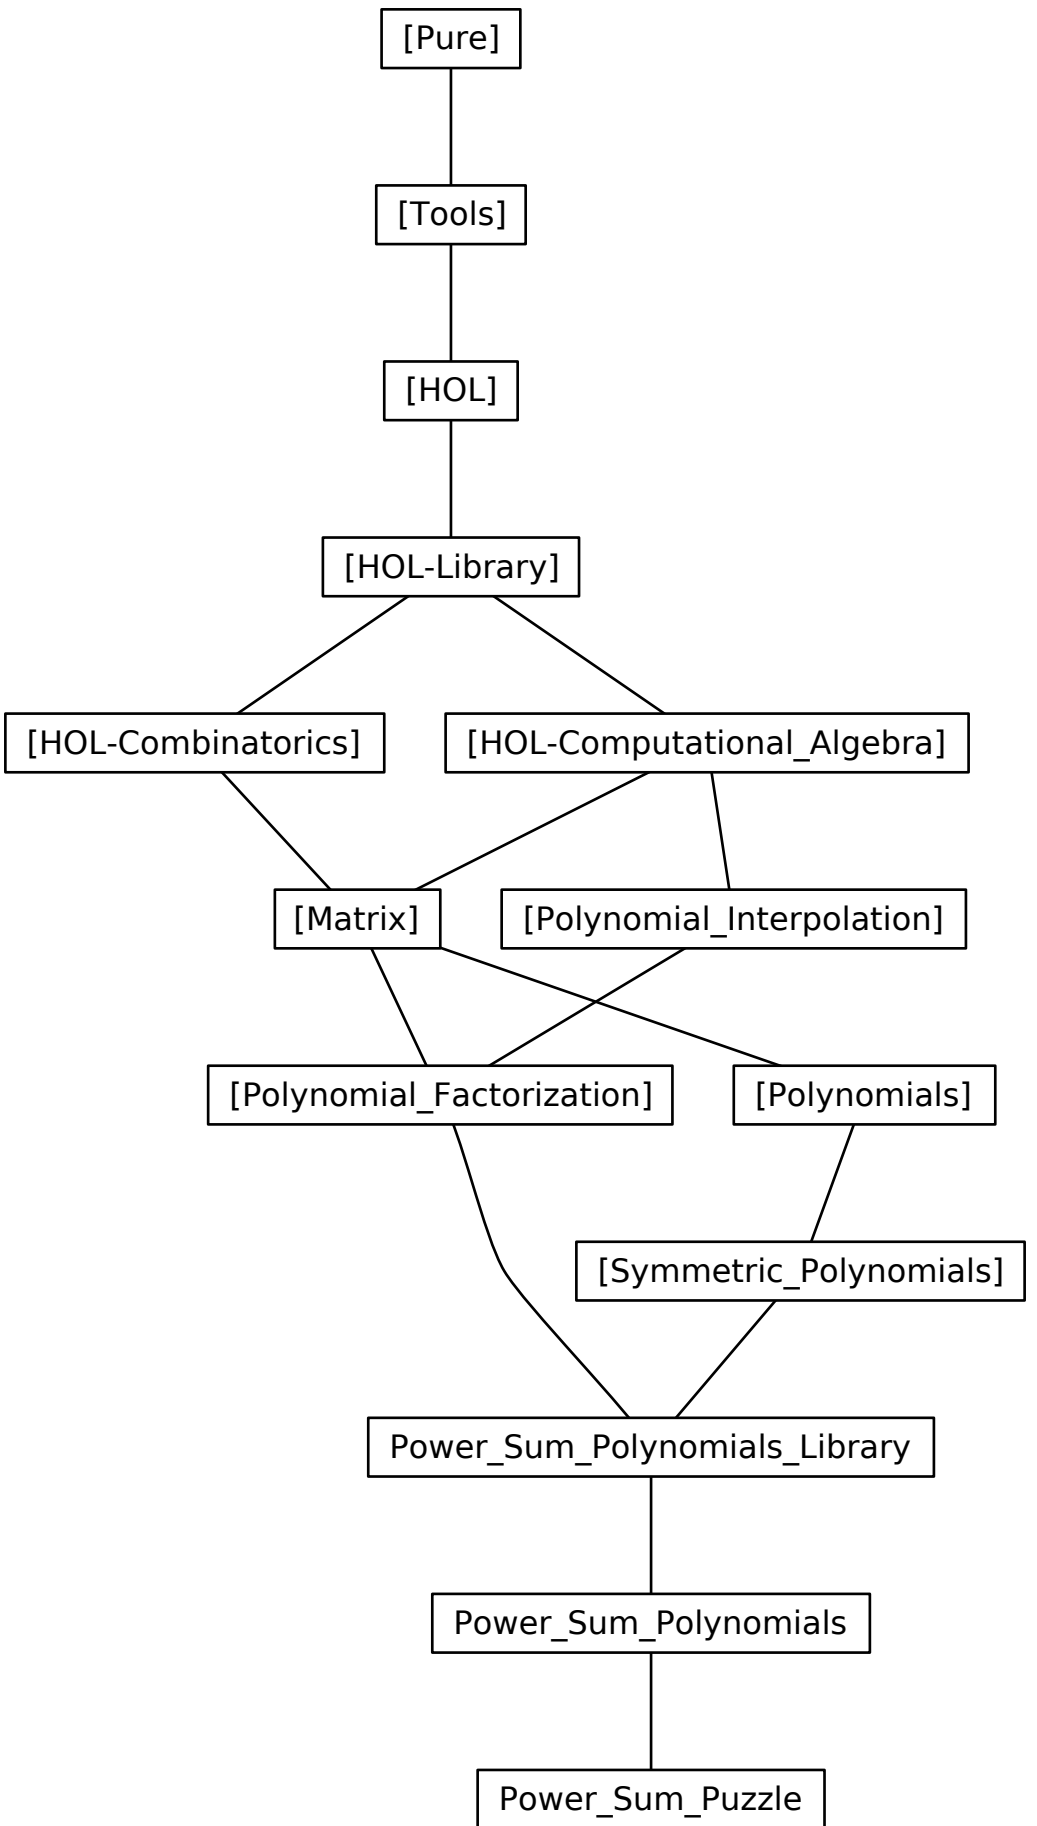 [Pure]
[Tools]
[HOL]
[HOL-Library]
[HOL-Combinatorics]
[HOL-Computational_Algebra]
[Matrix]
[Polynomial_Interpolation]
[Polynomial_Factorization]
[Polynomials]
[Symmetric_Polynomials]
Power_Sum_Polynomials_Library
Power_Sum_Polynomials
Power_Sum_Puzzle